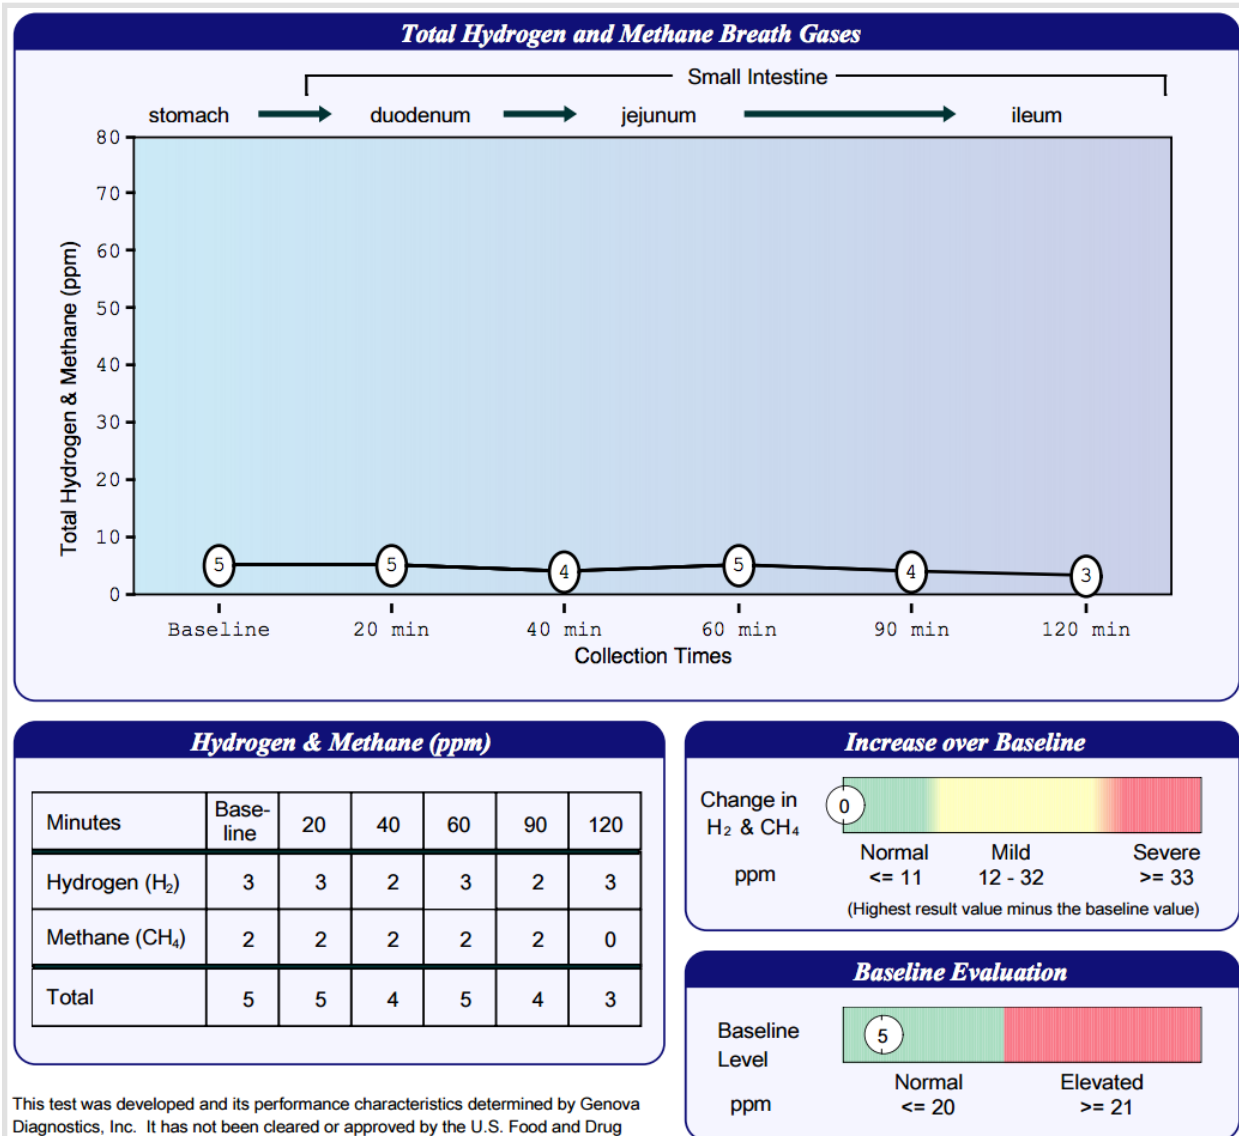 Total Hydrogen and Methane Breath Gases
Small Intestine
stomach duodenum jejunum ileum
Total Hydrogen & Methane (ppm)
80
70
60
50
40
30
20
10
0
5 5 4 5 4 3
Baseline 20 min 40 min 60 min 90 min 120 min
Collection Times
Hydrogen & Methane (ppm)
Minutes Base-line 20 40 60 90 120
Hydrogen (H₂) 3 3 2 3 2 3
Methane (CH₄) 2 2 2 2 2 0
Total 5 5 4 5 4 3
This test was developed and its performance characteristics determined by Genova
Diagnostics, Inc. It has not been cleared or approved by the U.S. Food and Drug
Increase over Baseline
Change in
H₂ & CH₄
0
Normal Mild Severe
ppm <= 11 12 - 32 >= 33
(Highest result value minus the baseline value)
Baseline Evaluation
Baseline
Level
5
Normal Elevated
ppm <= 20 >= 21